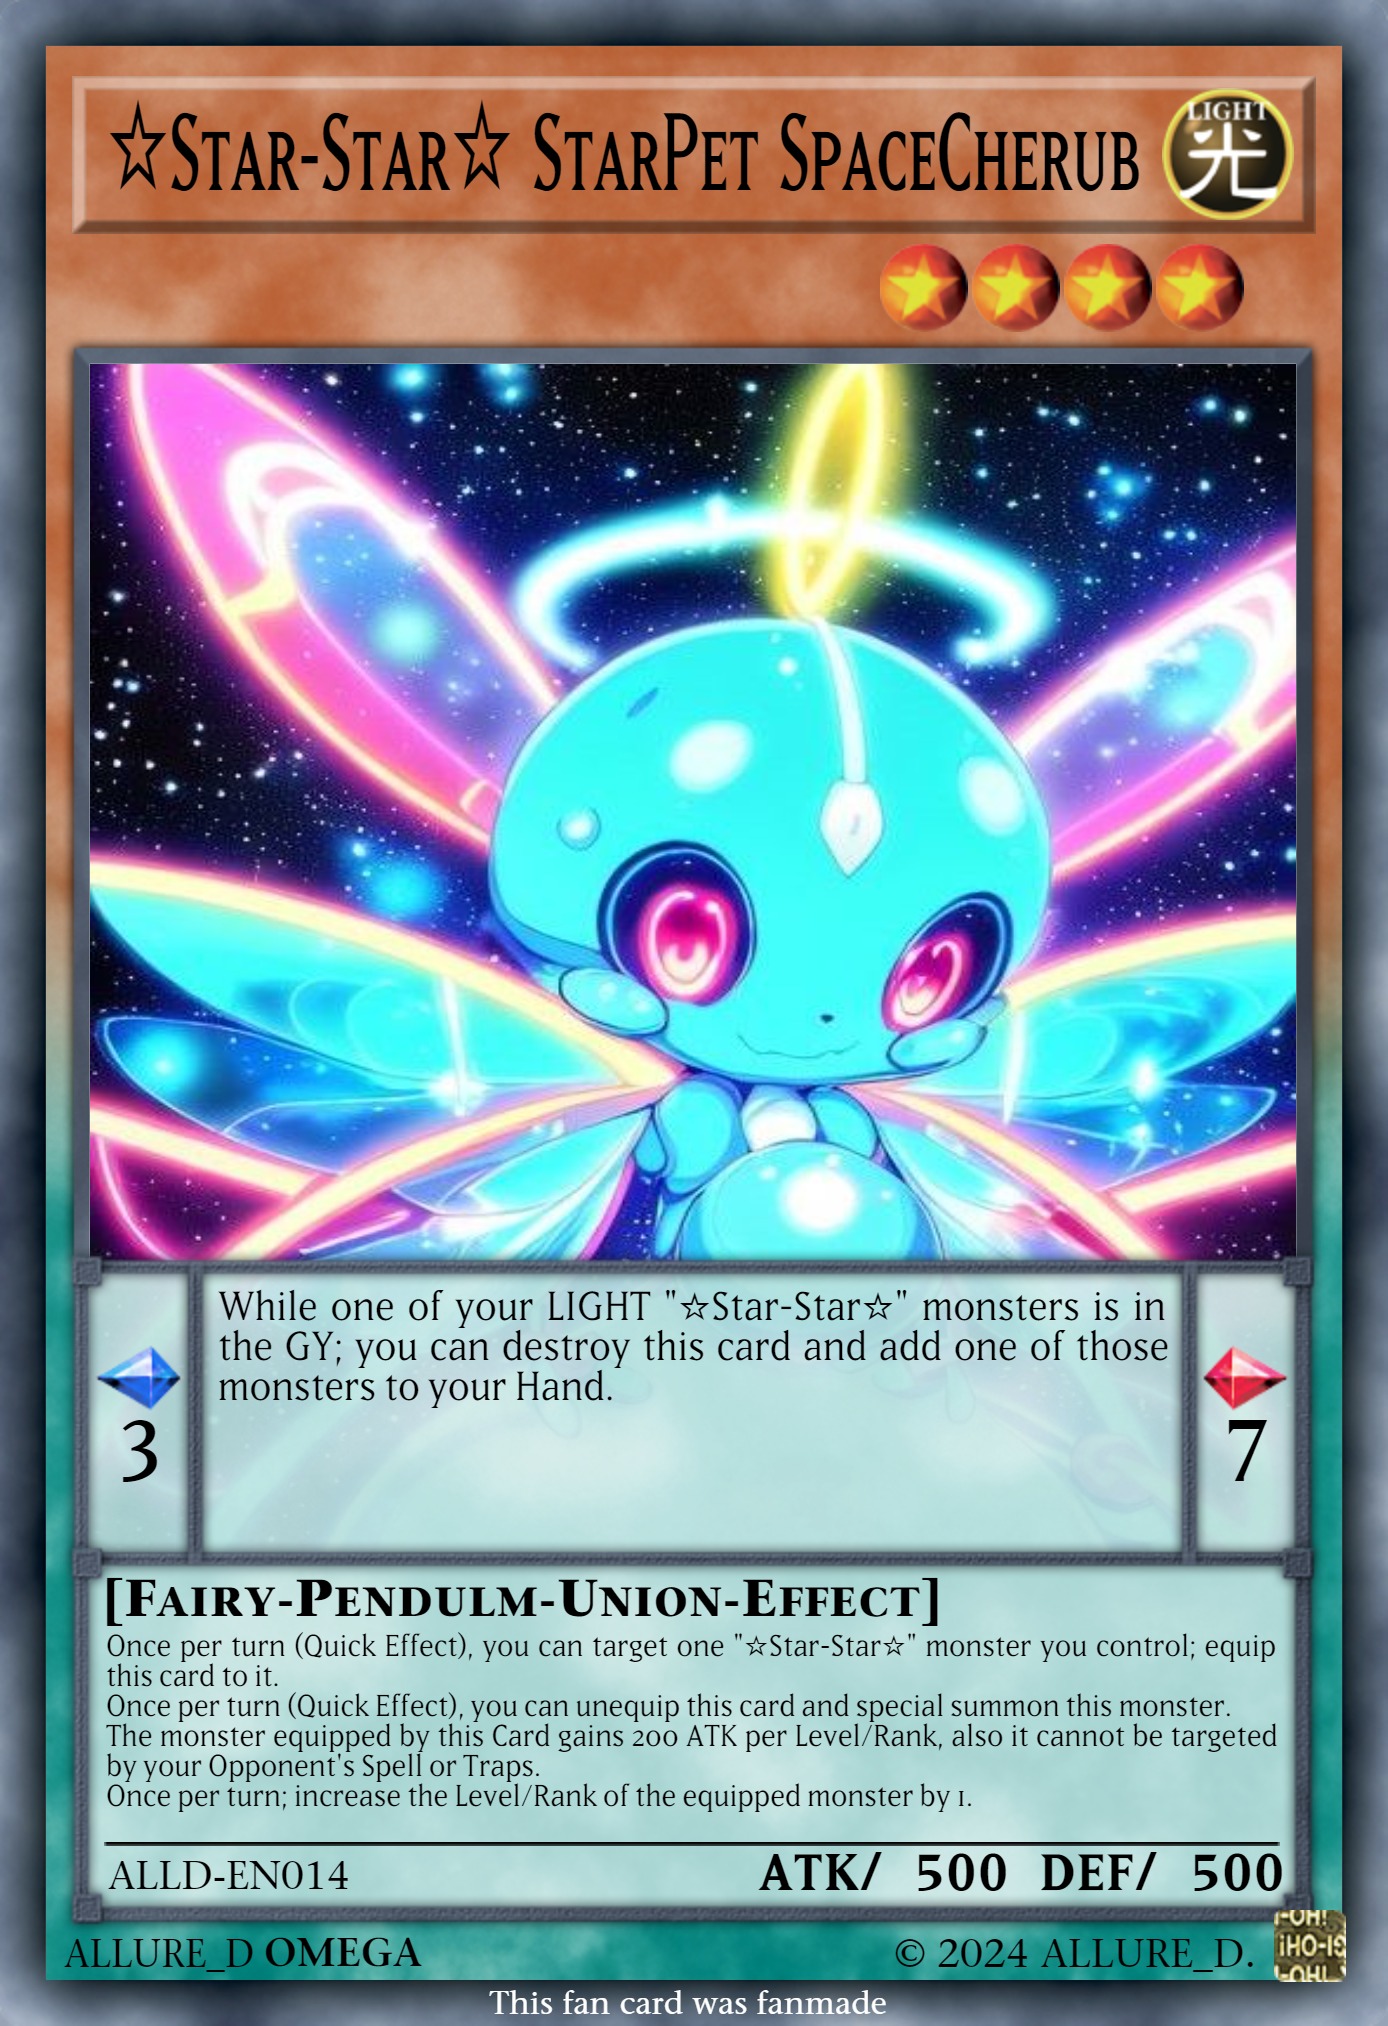 ☆Star-Star☆ StarPet SpaceCherub
LIGHT
光
While one of your LIGHT "☆Star-Star☆" monsters is in
the GY; you can destroy this card and add one of those
monsters to your Hand.
3
7
[Fairy-Pendulm-Union-Effect]
Once per turn (Quick Effect), you can target one "☆Star-Star☆" monster you control; equip
this card to it.
Once per turn (Quick Effect), you can unequip this card and special summon this monster.
The monster equipped by this Card gains 200 ATK per Level/Rank, also it cannot be targeted
by your Opponent's Spell or Traps.
Once per turn; increase the Level/Rank of the equipped monster by 1.
ALLD-EN014
ATK/ 500 DEF/ 500
ALLURE_D OMEGA
© 2024 ALLURE_D.
This fan card was fanmade